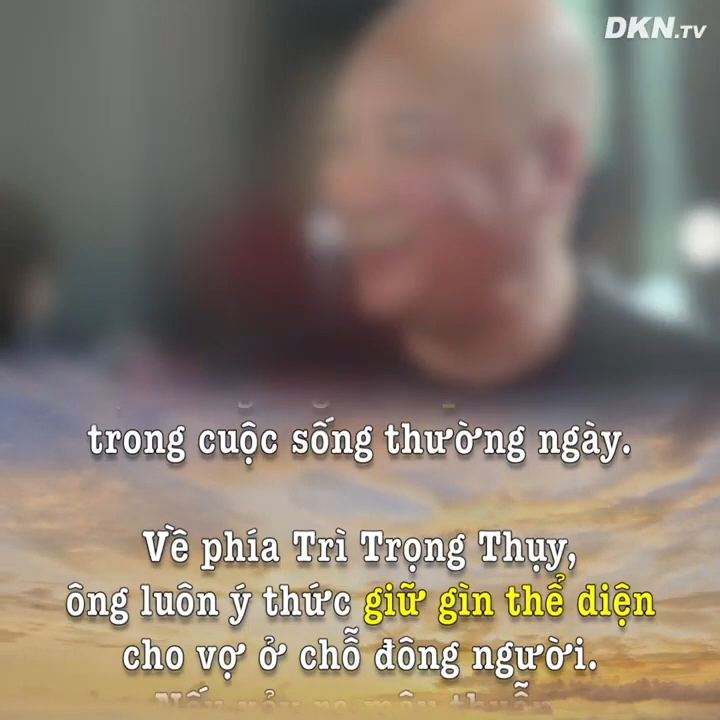 DKN.TV
trong cuộc sống thường ngày.
Về phía Trì Trọng Thụy,
ông luôn ý thức giữ gìn thể diện
cho vợ ở chỗ đông người.